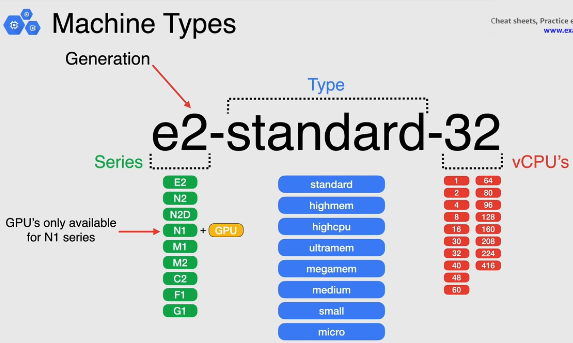 Machine Types
Cheat sheets, Practice e
www.exa
Generation
Type
e2-standard-32
Series
vCPU's
E2
N2
N2D
GPU's only available
for N1 series
N1 + GPU
M1
M2
C2
F1
G1
standard
highmem
highcpu
ultramem
megamem
medium
small
micro
1 64
2 80
4 96
8 128
16 160
30 208
32 224
40 416
48
60